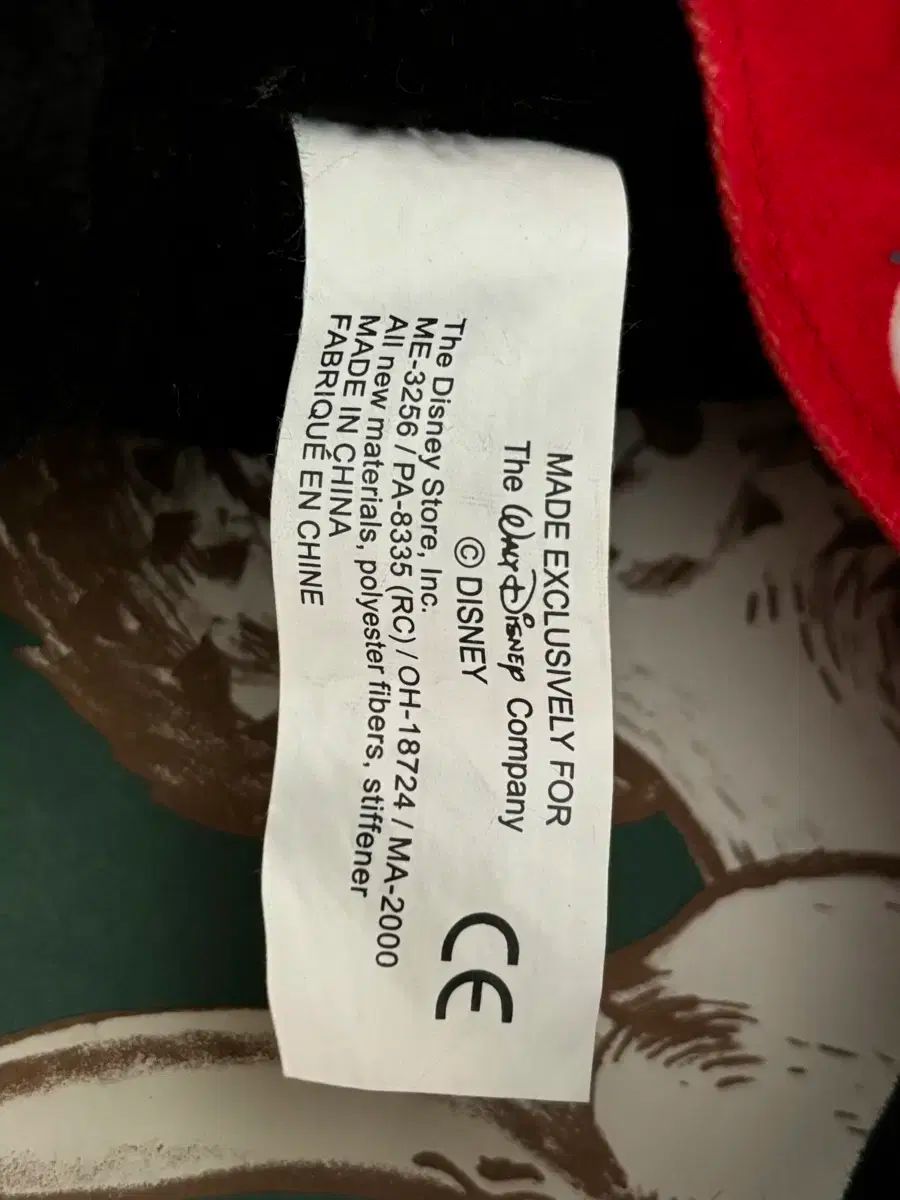 MADE EXCLUSIVELY FOR
The Walt Disney Company
© DISNEY
The Disney Store, Inc.
ME-3256 / PA-8335 (RC) / OH-18724 / MA-2000
All new materials, polyester fibers, stiffener
MADE IN CHINA
FABRIQUÉ EN CHINE
CE